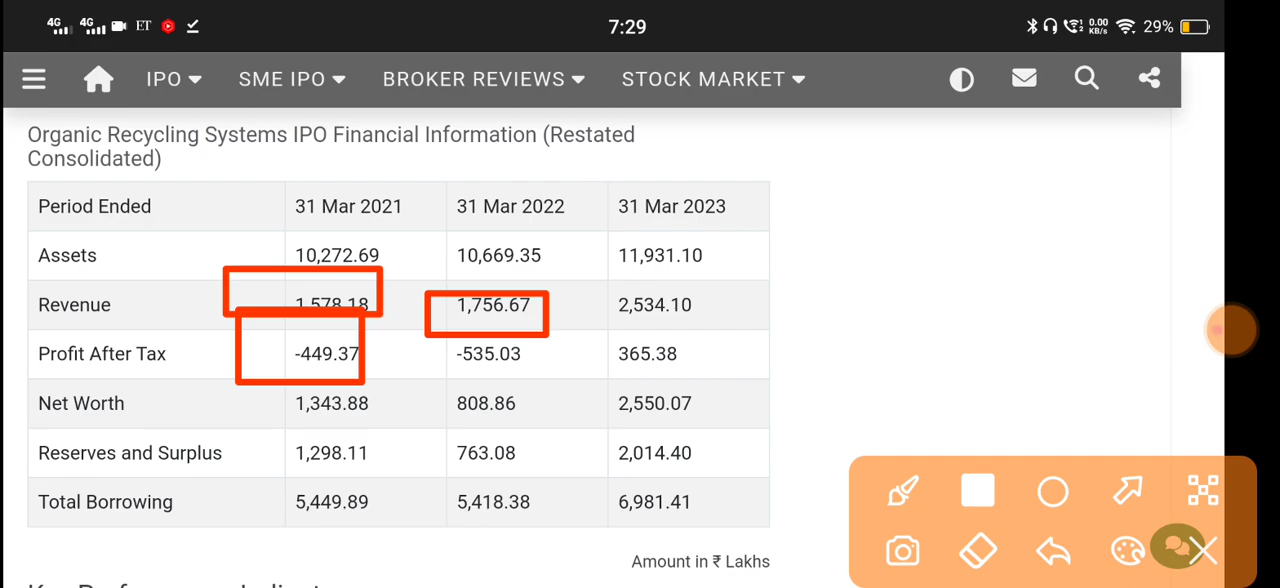 4G 4G ET 7:29 0.00 KB/s 29%
IPO SME IPO BROKER REVIEWS STOCK MARKET
Organic Recycling Systems IPO Financial Information (Restated
Consolidated)
Period Ended 31 Mar 2021 31 Mar 2022 31 Mar 2023
Assets 10,272.69 10,669.35 11,931.10
Revenue 1,578.18 1,756.67 2,534.10
Profit After Tax -449.37 -535.03 365.38
Net Worth 1,343.88 808.86 2,550.07
Reserves and Surplus 1,298.11 763.08 2,014.40
Total Borrowing 5,449.89 5,418.38 6,981.41
Amount in ₹ Lakhs